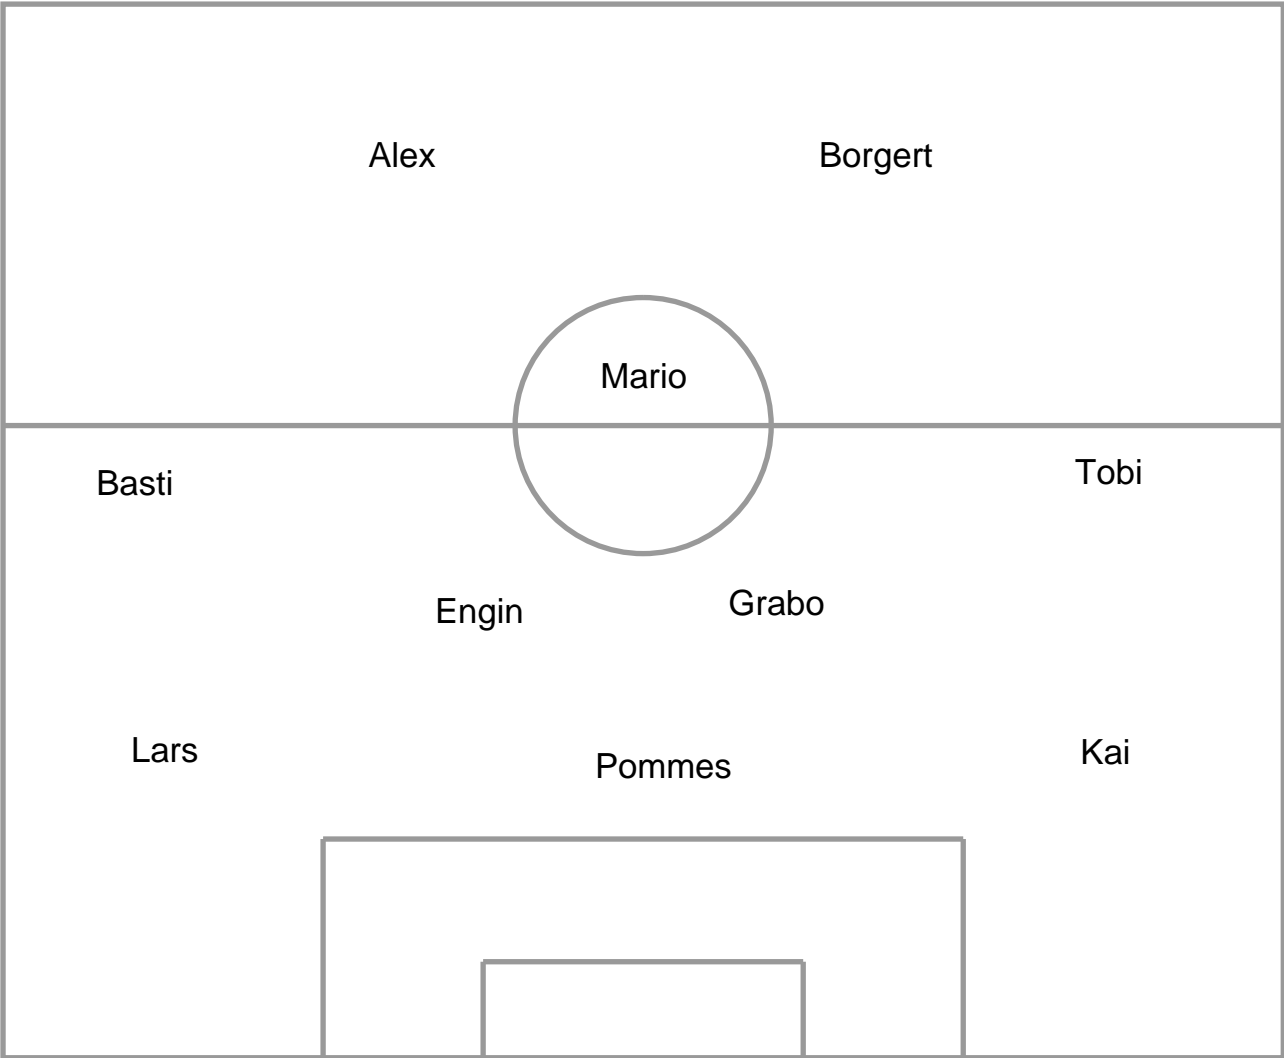 Alex
Borgert
Mario
Basti
Tobi
Engin
Grabo
Lars
Pommes
Kai